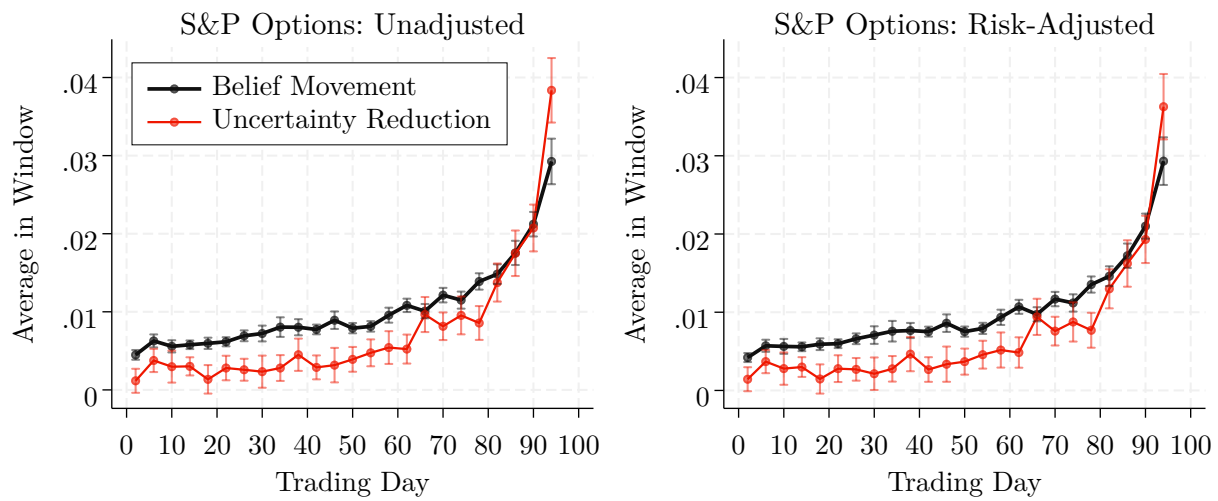 S&P Options: Unadjusted
Average in Window
.04
.03
.02
.01
0
Belief Movement
Uncertainty Reduction
0 10 20 30 40 50 60 70 80 90 100
Trading Day
S&P Options: Risk-Adjusted
Average in Window
.04
.03
.02
.01
0
0 10 20 30 40 50 60 70 80 90 100
Trading Day